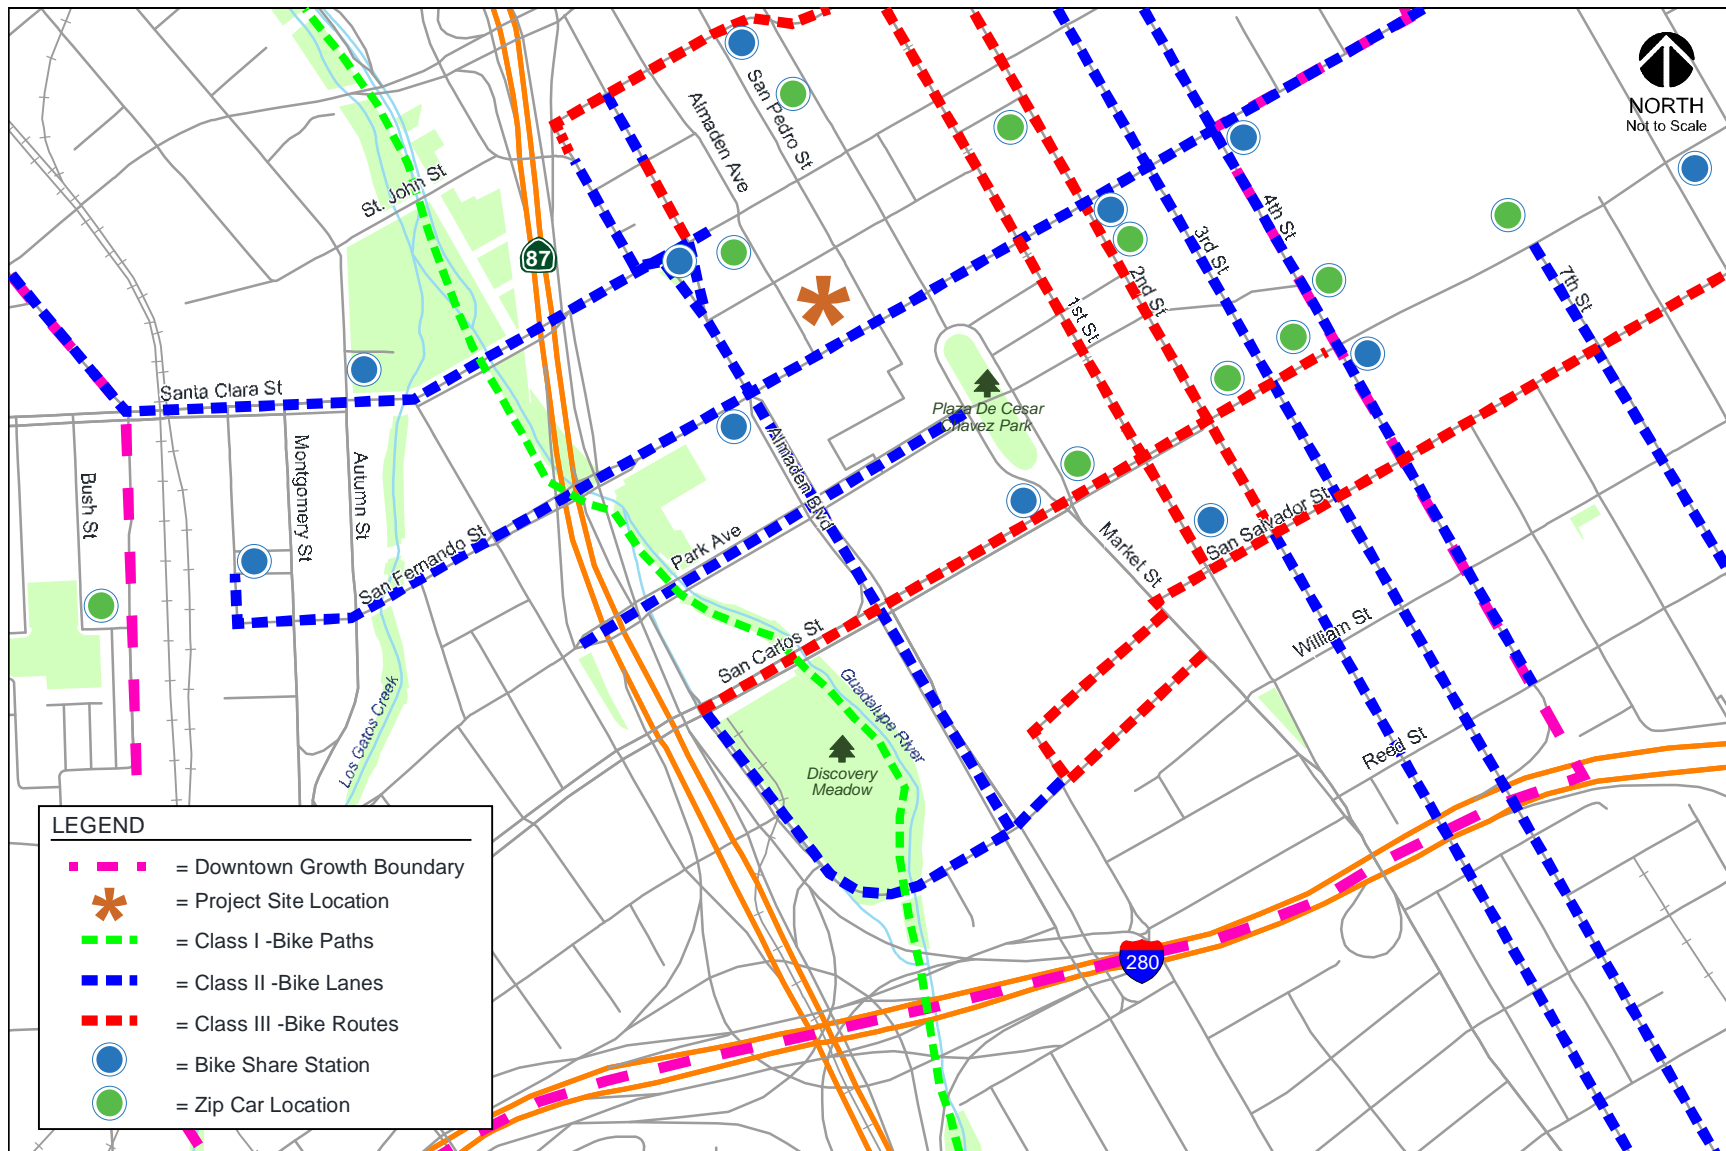 NORTH
Not to Scale
San Pedro St
Almaden Ave
St. John St
87
4th St
3rd St
2nd St
1st St
7th St
Santa Clara St
Plaza De Cesar
Chavez Park
Almaden Blvd
Montgomery St
Autumn St
Bush St
San Fernando St
Park Ave
Market St
San Salvador St
San Carlos St
William St
Guadalupe River
Los Gatos Creek
Reed St
Discovery
Meadow
280
LEGEND
= Downtown Growth Boundary
= Project Site Location
= Class I -Bike Paths
= Class II -Bike Lanes
= Class III -Bike Routes
= Bike Share Station
= Zip Car Location